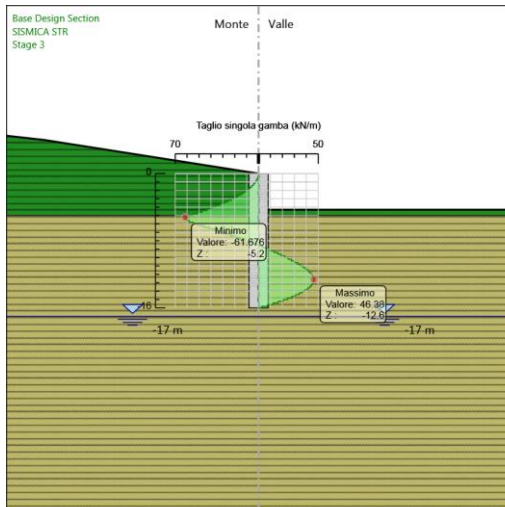 Base Design Section
SISMICA STR
Stage 3
Monte Valle
Taglio singola gamba (kN/m)
70 50
0
Minimo
Valore: -61.676
Z : -5.2
Massimo
Valore: 46.38
Z : -12.6
-16
-17 m -17 m